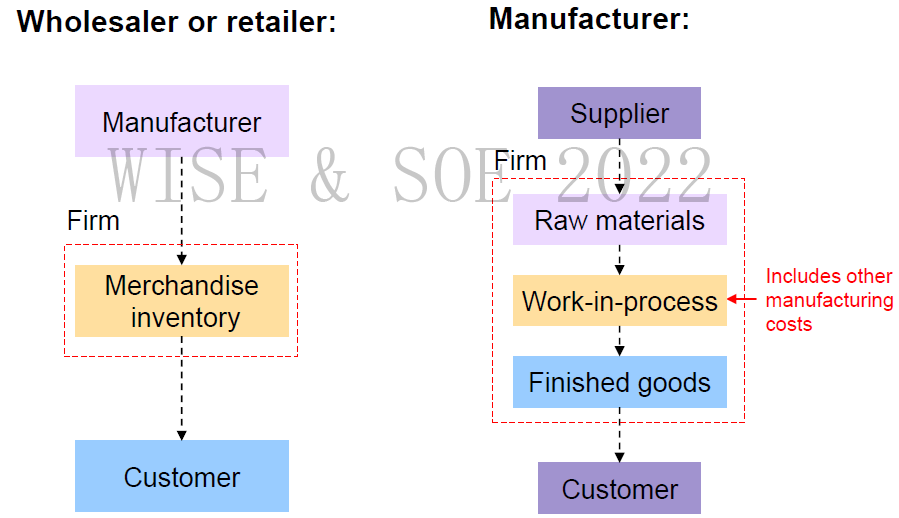 Wholesaler or retailer:
Manufacturer
Firm
Merchandise
inventory
Customer
Manufacturer:
Supplier
Firm
Raw materials
Work-in-process
Includes other
manufacturing
costs
Finished goods
Customer
WISE & SOE 2022